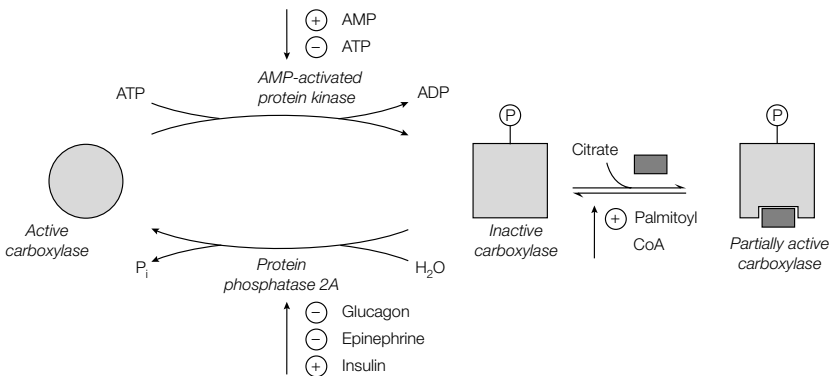 + AMP
− ATP
AMP-activated
protein kinase
ATP
ADP
P
P
Citrate
+ Palmitoyl
CoA
Active
carboxylase
Inactive
carboxylase
Partially active
carboxylase
Pi
Protein
phosphatase 2A
H2O
− Glucagon
− Epinephrine
+ Insulin